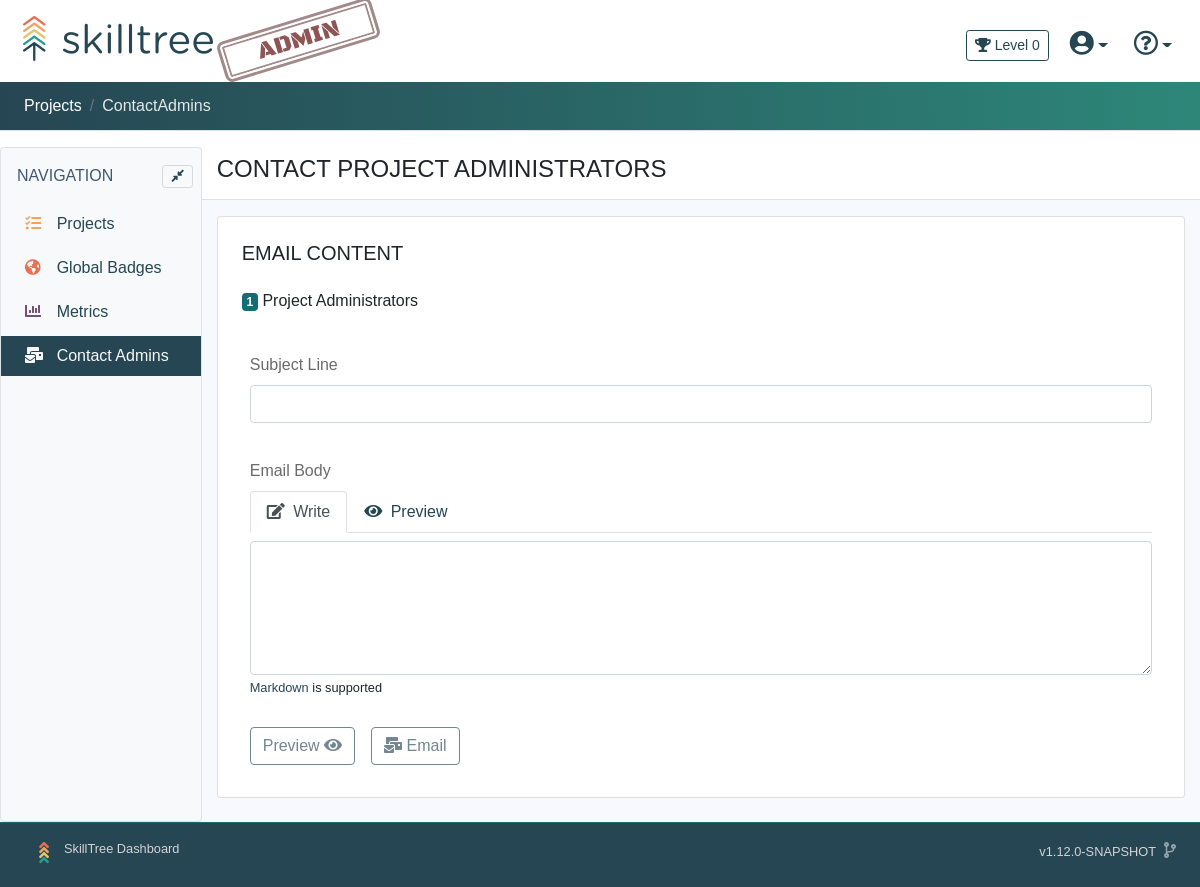 skilltree
ADMIN
Level 0
Projects / ContactAdmins
NAVIGATION
Projects
Global Badges
Metrics
Contact Admins
CONTACT PROJECT ADMINISTRATORS
EMAIL CONTENT
1 Project Administrators
Subject Line
Email Body
Write
Preview
Markdown is supported
Preview
Email
SkillTree Dashboard
v1.12.0-SNAPSHOT